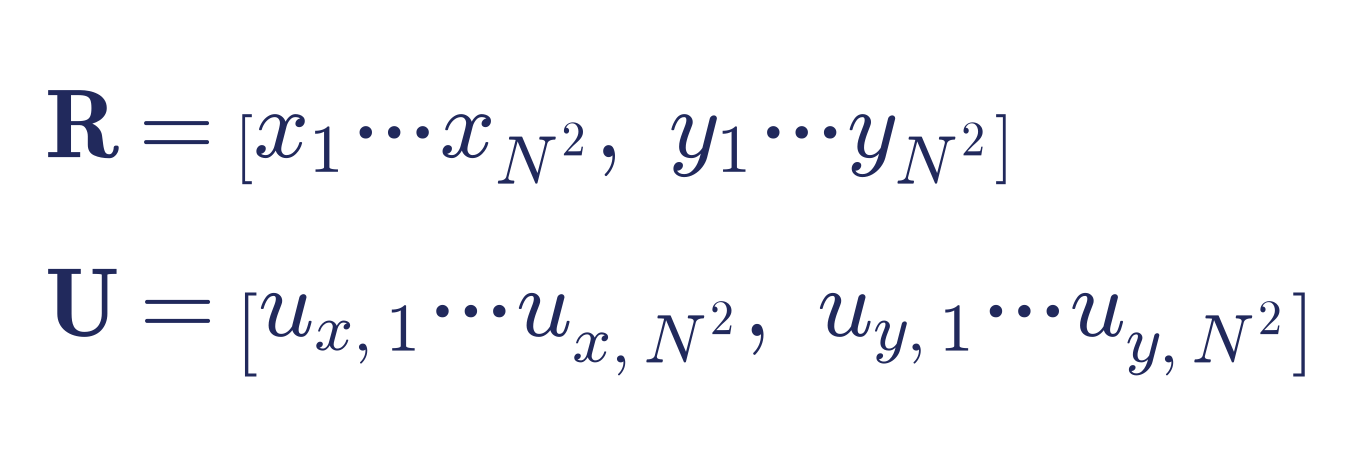 R = [x₁⋯x_{N²}, y₁⋯y_{N²}]
U = [u_{x,1}⋯u_{x,N²}, u_{y,1}⋯u_{y,N²}]